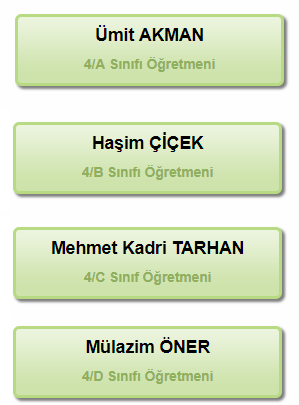 Ümit AKMAN
4/A Sınıfı Öğretmeni
Haşim ÇİÇEK
4/B Sınıfı Öğretmeni
Mehmet Kadri TARHAN
4/C Sınıf Öğretmeni
Mülazim ÖNER
4/D Sınıfı Öğretmeni